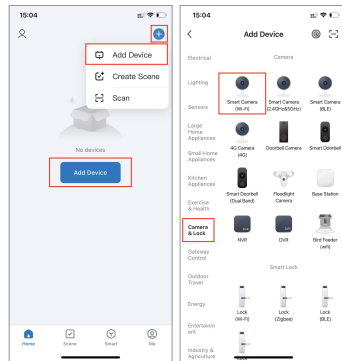 15:04
Add Device
Create Scene
Scan
No devices
Add Device
Home
Scene
Smart
Me
15:04
Add Device
Electrical
Lighting
Sensors
Large
Home
Appliances
Small Home
Appliances
Kitchen
Appliances
Exercise
& Health
Camera
& Lock
Gateway
Control
Outdoor
Travel
Energy
Entertainm
ent
Industry &
Agriculture
Camera
Smart Camera
(Wi-Fi)
Smart Camera
(2.4GHz&5GHz)
Smart Camera
(BLE)
4G Camera
(4G)
Doorbell Camera
Smart Doorbell
Smart Doorbell
(Dual Band)
Floodlight
Camera
Base Station
NVR
DVR
Bird Feeder
(wifi)
Smart Lock
Lock
(Wi-Fi)
Lock
(Zigbee)
Lock
(BLE)